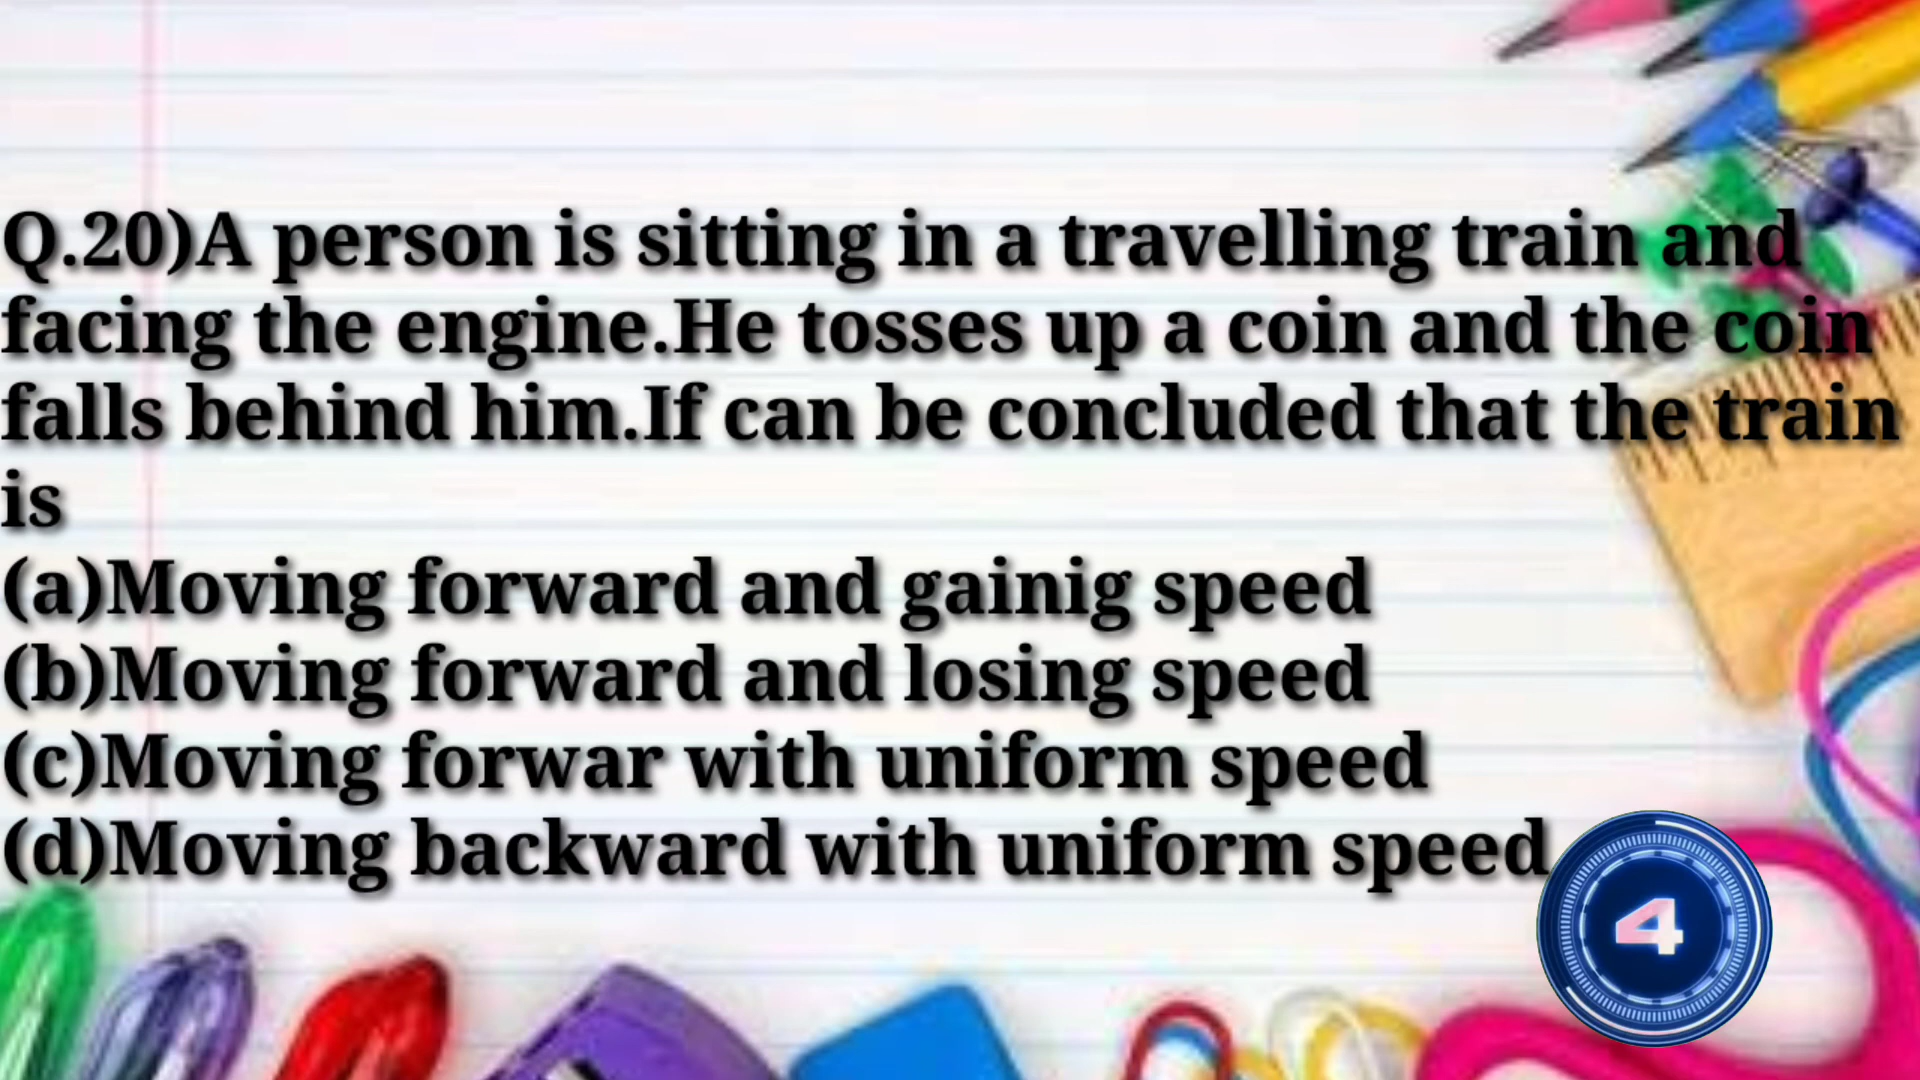 Q.20)A person is sitting in a travelling train and
facing the engine.He tosses up a coin and the coin
falls behind him.If can be concluded that the train
is
(a)Moving forward and gainig speed
(b)Moving forward and losing speed
(c)Moving forwar with uniform speed
(d)Moving backward with uniform speed
4